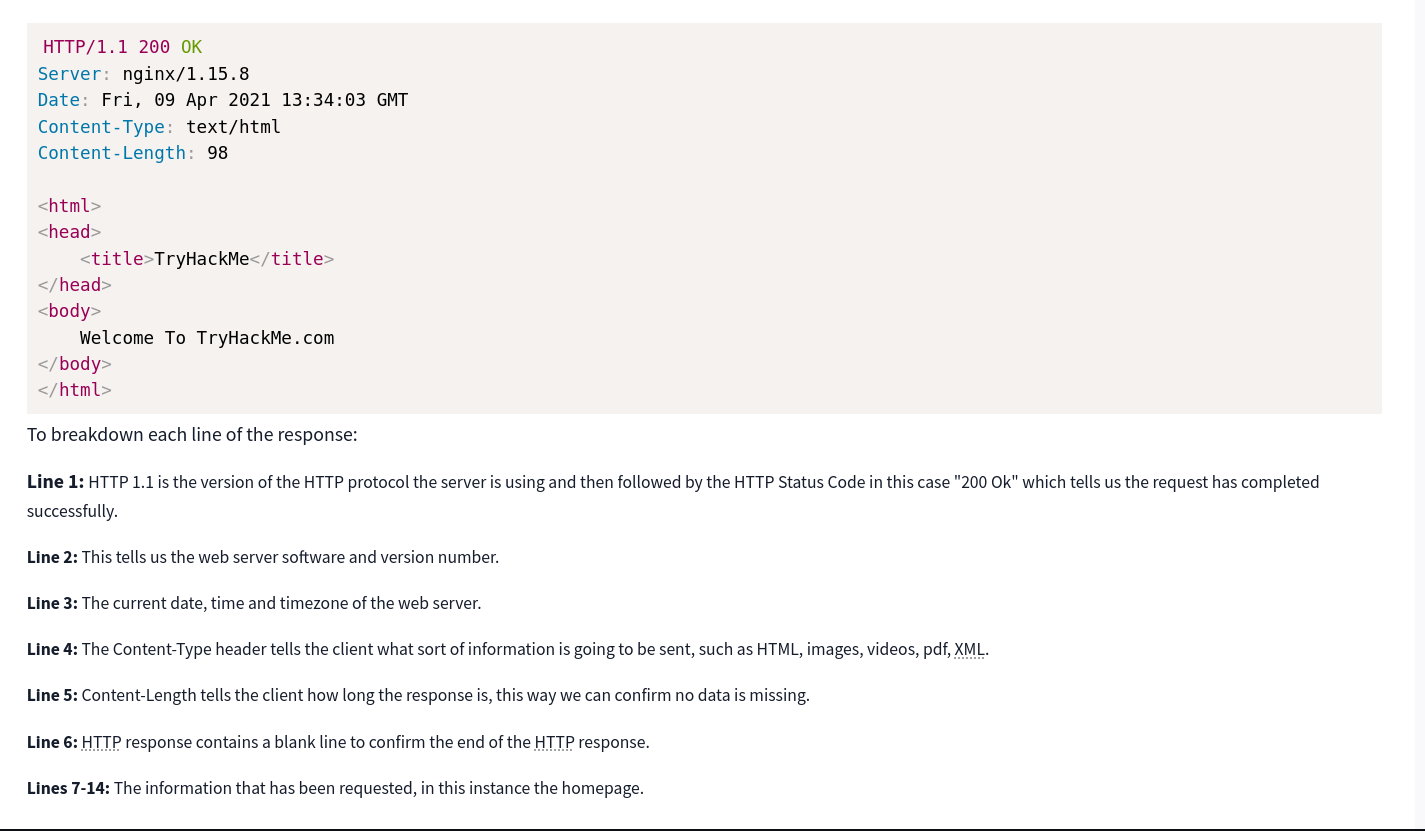 HTTP/1.1 200 OK
Server: nginx/1.15.8
Date: Fri, 09 Apr 2021 13:34:03 GMT
Content-Type: text/html
Content-Length: 98

<html>
<head>
    <title>TryHackMe</title>
</head>
<body>
    Welcome To TryHackMe.com
</body>
</html>
To breakdown each line of the response:
Line 1: HTTP 1.1 is the version of the HTTP protocol the server is using and then followed by the HTTP Status Code in this case "200 Ok" which tells us the request has completed
successfully.
Line 2: This tells us the web server software and version number.
Line 3: The current date, time and timezone of the web server.
Line 4: The Content-Type header tells the client what sort of information is going to be sent, such as HTML, images, videos, pdf, XML.
Line 5: Content-Length tells the client how long the response is, this way we can confirm no data is missing.
Line 6: HTTP response contains a blank line to confirm the end of the HTTP response.
Lines 7-14: The information that has been requested, in this instance the homepage.